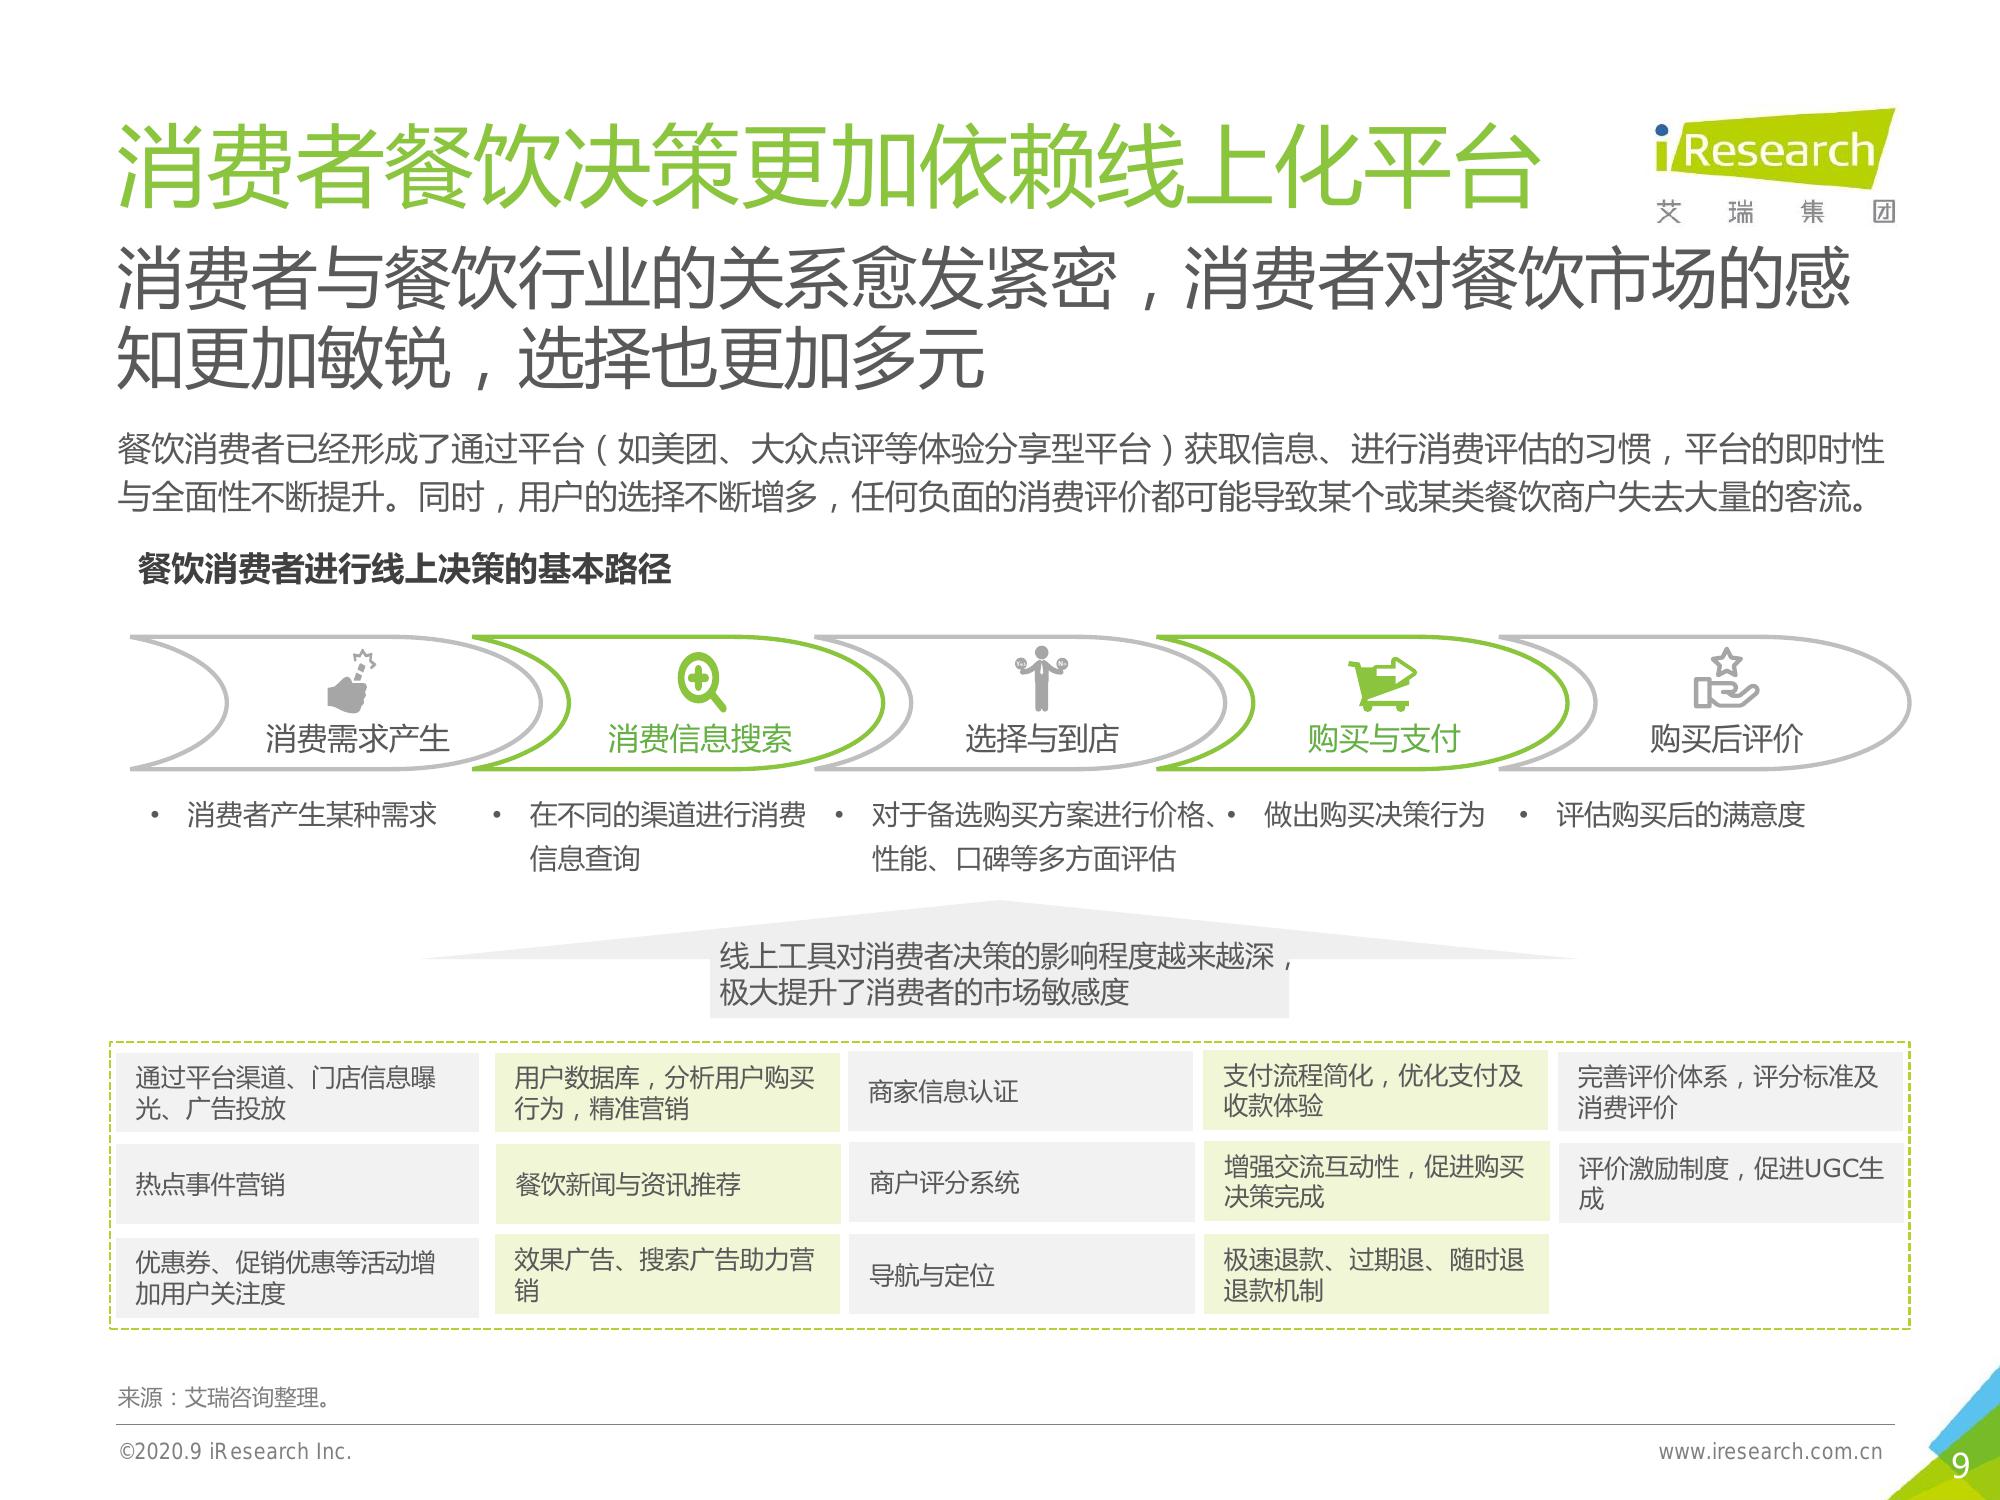 消费者餐饮决策更加依赖线上化平台
iResearch
艾瑞集团
消费者与餐饮行业的关系愈发紧密，消费者对餐饮市场的感
知更加敏锐，选择也更加多元
餐饮消费者已经形成了通过平台（如美团、大众点评等体验分享型平台）获取信息、进行消费评估的习惯，平台的即时性
与全面性不断提升。同时，用户的选择不断增多，任何负面的消费评价都可能导致某个或某类餐饮商户失去大量的客流。
餐饮消费者进行线上决策的基本路径
消费需求产生
消费信息搜索
选择与到店
购买与支付
购买后评价
• 消费者产生某种需求
• 在不同的渠道进行消费
信息查询
• 对于备选购买方案进行价格、
性能、口碑等多方面评估
• 做出购买决策行为
• 评估购买后的满意度
线上工具对消费者决策的影响程度越来越深，
极大提升了消费者的市场敏感度
通过平台渠道、门店信息曝
光、广告投放
用户数据库，分析用户购买
行为，精准营销
商家信息认证
支付流程简化，优化支付及
收款体验
完善评价体系，评分标准及
消费评价
热点事件营销
餐饮新闻与资讯推荐
商户评分系统
增强交流互动性，促进购买
决策完成
评价激励制度，促进UGC生
成
优惠券、促销优惠等活动增
加用户关注度
效果广告、搜索广告助力营
销
导航与定位
极速退款、过期退、随时退
退款机制
来源：艾瑞咨询整理。
©2020.9 iResearch Inc.
www.iresearch.com.cn
9